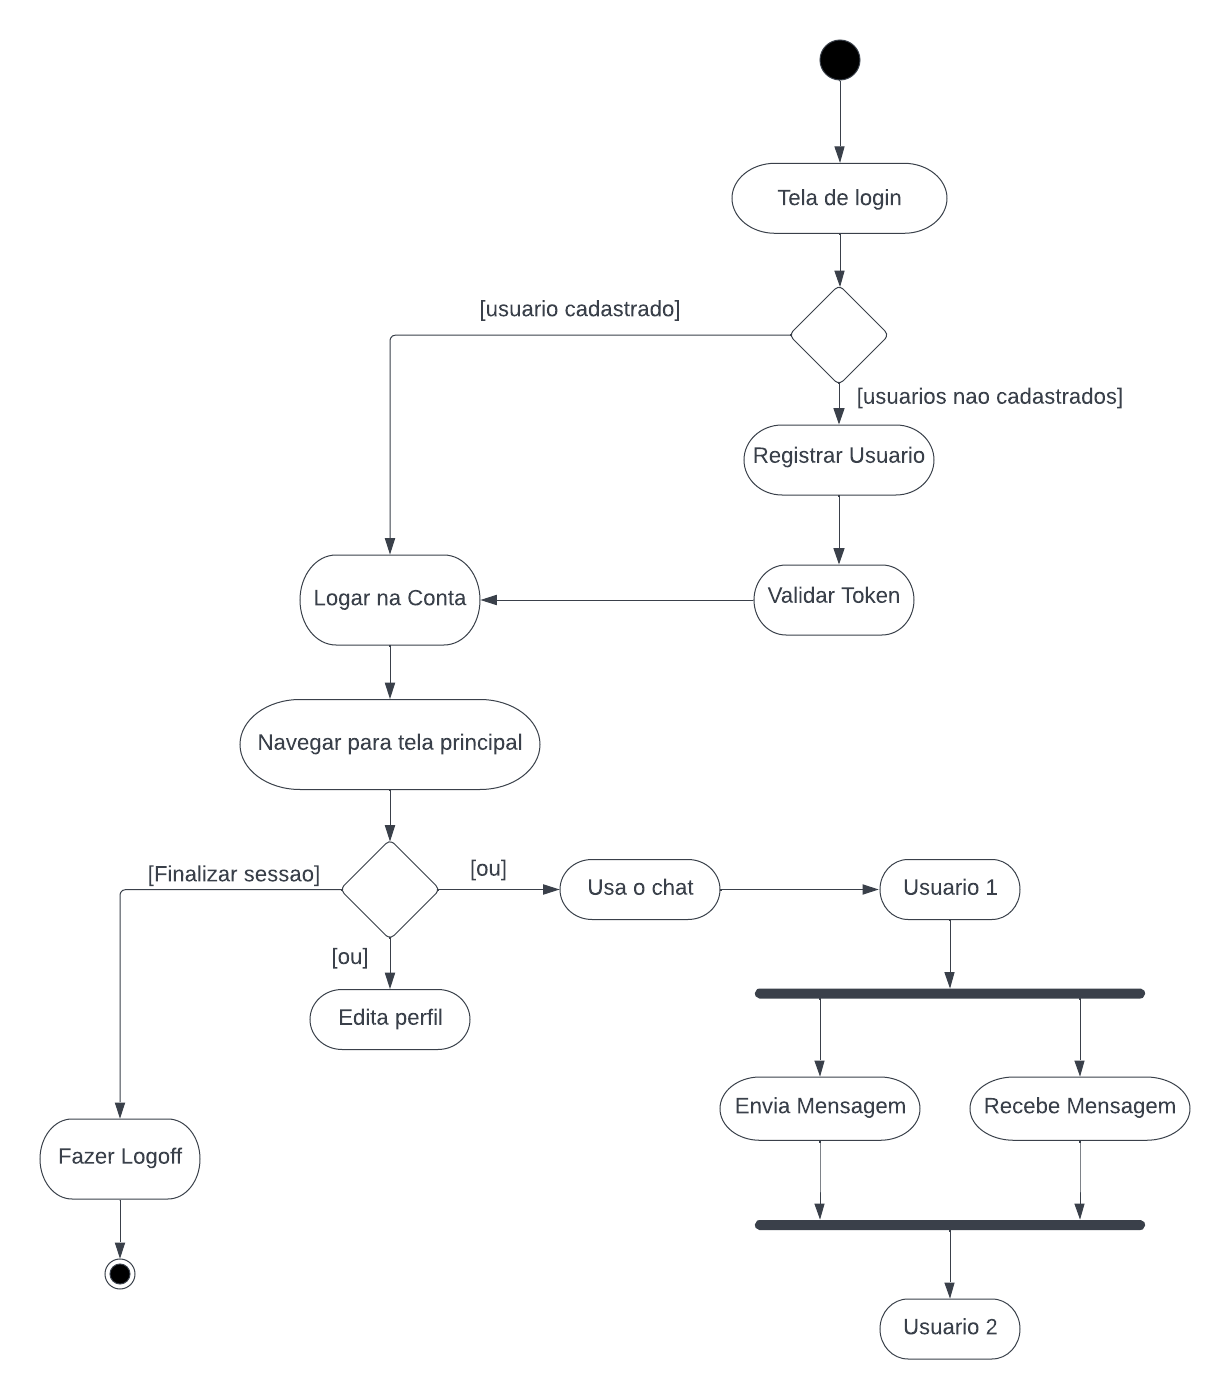 Tela de login
[usuario cadastrado]
[usuarios nao cadastrados]
Registrar Usuario
Logar na Conta
Validar Token
Navegar para tela principal
[Finalizar sessao]
[ou]
Usa o chat
Usuario 1
[ou]
Edita perfil
Envia Mensagem
Recebe Mensagem
Fazer Logoff
Usuario 2